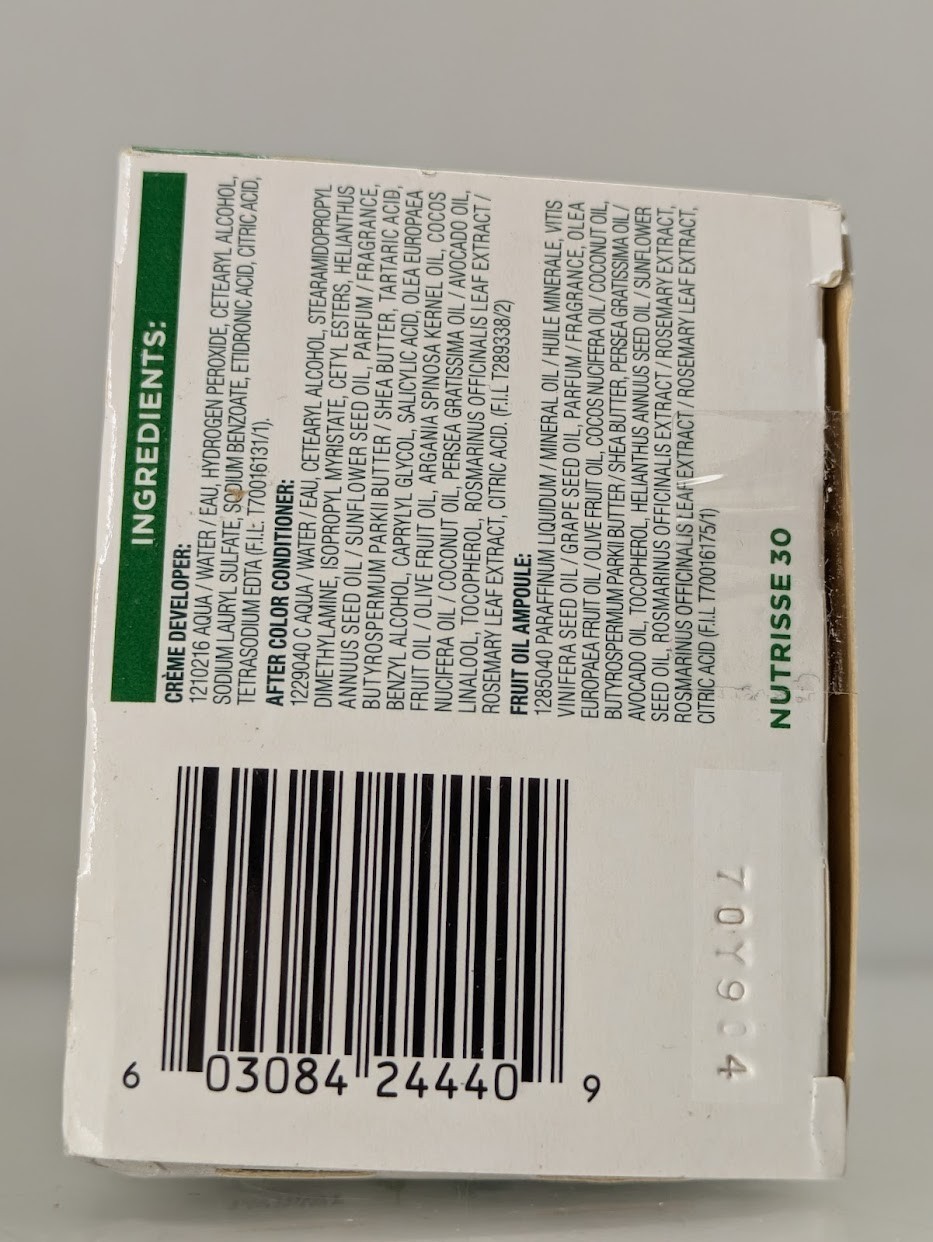 INGREDIENTS:
CRÈME DEVELOPER:
1210216 AQUA WATER / EAU, HYDROGEN PEROXIDE, CETEARYL ALCOHOL,
SODIUM LAURYL SULFATE, SODIUM BENZOATE, ETIDRONIC ACID, CITRIC ACID,
TETRASODIUM EDTA (F.I.L: T70016131/1).
AFTER COLOR CONDITIONER:
1229040 C AQUA / WATER / EAU, CETEARYL ALCOHOL, STEARAMIDOPROPYL
DIMETHYLAMINE, ISOPROPYL MYRISTATE, CETYL ESTERS, HELIANTHUS
ANNUUS SEED OIL / SUNFLOWER SEED OIL, PARFUM / FRAGRANCE,
BUTYROSPERMUM PARKII BUTTER / SHEA BUTTER, TARTARIC ACID,
BENZYL ALCOHOL, CAPRYLYL GLYCOL, SALICYLIC ACID, OLEA EUROPAEA
FRUIT OIL / OLIVE FRUIT OIL, ARGANIA SPINOSA KERNEL OIL, COCOS
NUCIFERA OIL / COCONUT OIL, PERSEA GRATISSIMA OIL / AVOCADO OIL,
LINALOOL, TOCOPHEROL, ROSMARINUS OFFICINALIS LEAF EXTRACT /
ROSEMARY LEAF EXTRACT, CITRIC ACID. (F.I.L T289338/2)
FRUIT OIL AMPOULE:
1285040 PARAFFINUM LIQUIDUM / MINERAL OIL / HUILE MINERALE, VITIS
VINIFERA SEED OIL / GRAPE SEED OIL, PARFUM / FRAGRANCE, OLEA
EUROPAEA FRUIT OIL / OLIVE FRUIT OIL, COCOS NUCIFERA OIL / COCONUT OIL,
BUTYROSPERMUM PARKII BUTTER / SHEA BUTTER, PERSEA GRATISSIMA OIL /
AVOCADO OIL, TOCOPHEROL, HELIANTHUS ANNUUS SEED OIL / SUNFLOWER
SEED OIL, ROSMARINUS OFFICINALIS EXTRACT / ROSEMARY EXTRACT,
ROSMARINUS OFFICINALIS LEAF EXTRACT / ROSEMARY LEAF EXTRACT,
CITRIC ACID (F.I.L T70016175/1)
NUTRISSE 30
6 03084 24440 9
70Y904